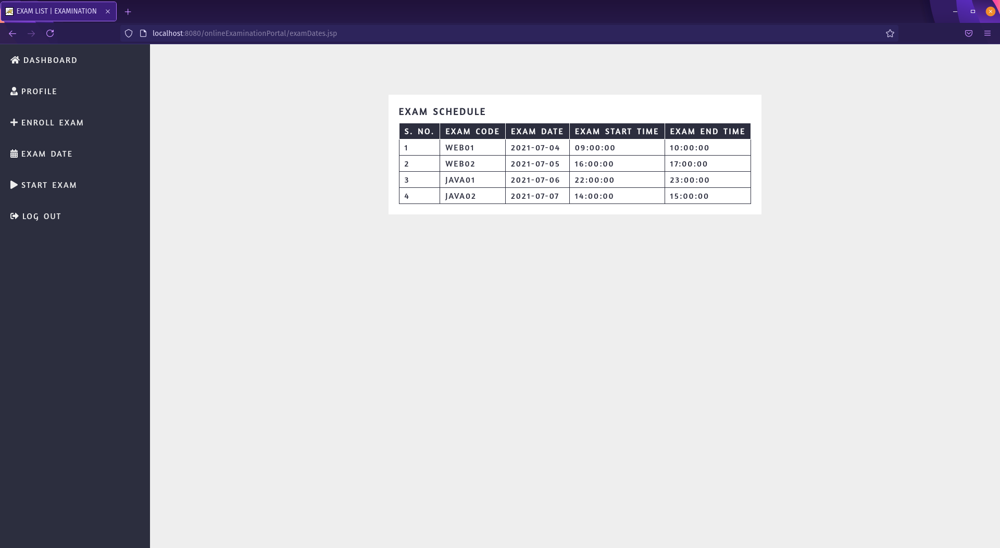 EXAM LIST | EXAMINATION
localhost:8080/onlineExaminationPortal/examDates.jsp
DASHBOARD
PROFILE
ENROLL EXAM
EXAM DATE
START EXAM
LOG OUT
EXAM SCHEDULE
S. NO. EXAM CODE EXAM DATE EXAM START TIME EXAM END TIME
1 WEB01 2021-07-04 09:00:00 10:00:00
2 WEB02 2021-07-05 16:00:00 17:00:00
3 JAVA01 2021-07-06 22:00:00 23:00:00
4 JAVA02 2021-07-07 14:00:00 15:00:00